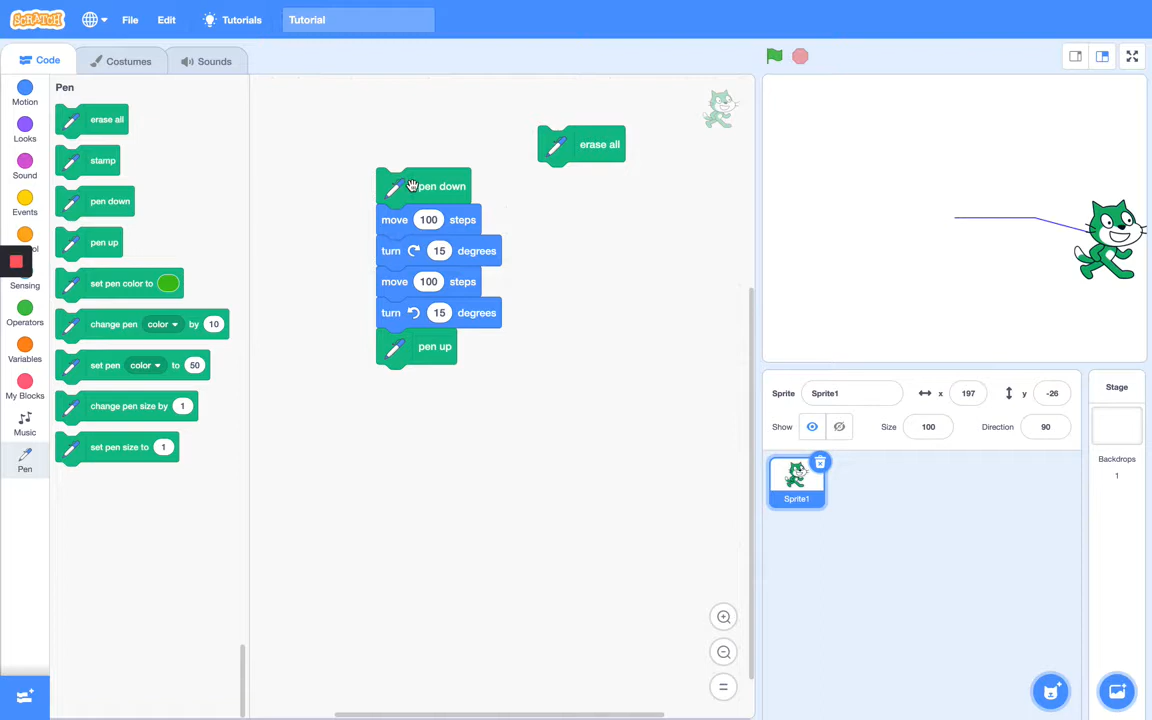 SCRATCH File Edit Tutorials Tutorial
Code Costumes Sounds
Motion
Looks
Sound
Events
Sensing
Operators
Variables
My Blocks
Music
Pen
Pen
erase all
stamp
pen down
pen up
set pen color to
change pen color by 10
set pen color to 50
change pen size by 1
set pen size to 1
erase all
pen down
move 100 steps
turn 15 degrees
move 100 steps
turn 15 degrees
pen up
Sprite Sprite1 x 197 y -26
Show Size 100 Direction 90
Sprite1
Stage
Backdrops
1